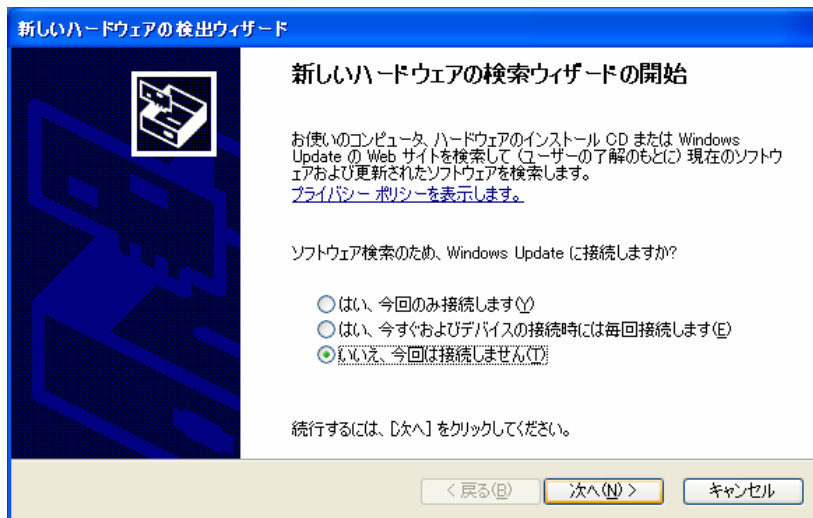 新しいハードウェアの検出ウィザード
新しいハードウェアの検索ウィザードの開始
お使いのコンピュータ、ハードウェアのインストール CD または Windows
Update の Web サイトを検索して (ユーザーの了解のもとに) 現在のソフトウ
ェアおよび更新されたソフトウェアを検索します。
プライバシー ポリシーを表示します。
ソフトウェア検索のため、Windows Update に接続しますか?
はい、今回のみ接続します(Y)
はい、今すぐおよびデバイスの接続時には毎回接続します(E)
いいえ、今回は接続しません(T)
続行するには、[次へ] をクリックしてください。
< 戻る(B) 次へ(N) > キャンセル